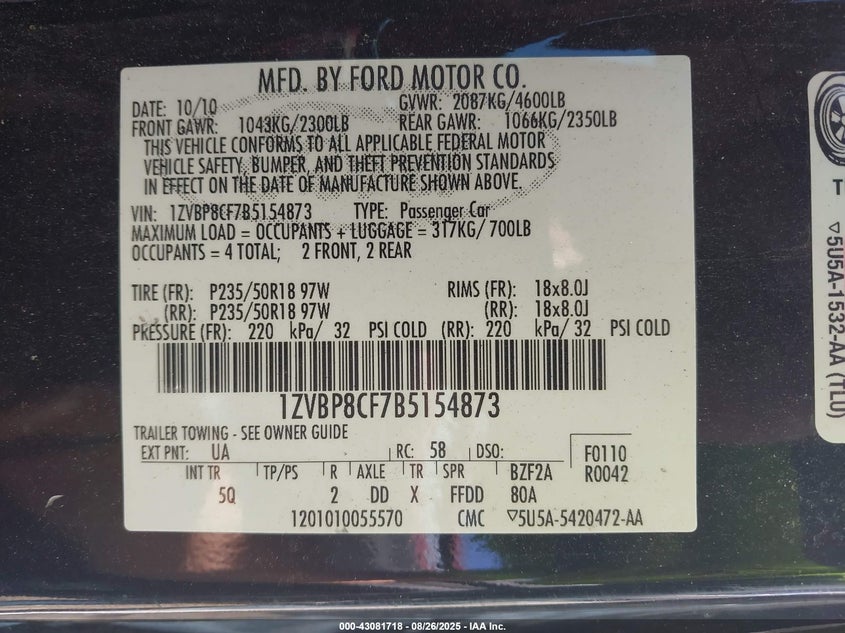 MFD. BY FORD MOTOR CO.
DATE: 10/10 GVWR: 2087KG/4600LB
FRONT GAWR: 1043KG/2300LB REAR GAWR: 1066KG/2350LB
THIS VEHICLE CONFORMS TO ALL APPLICABLE FEDERAL MOTOR
VEHICLE SAFETY, BUMPER, AND THEFT PREVENTION STANDARDS
IN EFFECT ON THE DATE OF MANUFACTURE SHOWN ABOVE.
VIN: 1ZVBP8CF7B5154873 TYPE: Passenger Car
MAXIMUM LOAD = OCCUPANTS + LUGGAGE = 317KG/ 700LB
OCCUPANTS = 4 TOTAL; 2 FRONT, 2 REAR
TIRE (FR): P235/50R18 97W RIMS (FR): 18x8.0J
(RR): P235/50R18 97W (RR): 18x8.0J
PRESSURE (FR): 220 kPa/ 32 PSI COLD (RR): 220 kPa/ 32 PSI COLD
1ZVBP8CF7B5154873
TRAILER TOWING - SEE OWNER GUIDE
EXT PNT: UA RC: 58 DSO: F0110
INT TR TP/PS R AXLE TR SPR BZF2A R0042
5Q 2 DD X FFDD 80A
1201010055570 CMC ▽5U5A-5420472-AA
T
▽5U5A-1532-AA (TLU)
000-43081718 - 08/26/2025 - IAA Inc.